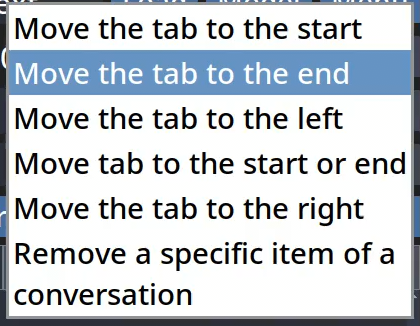 Move the tab to the start
Move the tab to the end
Move the tab to the left
Move tab to the start or end
Move the tab to the right
Remove a specific item of a
conversation